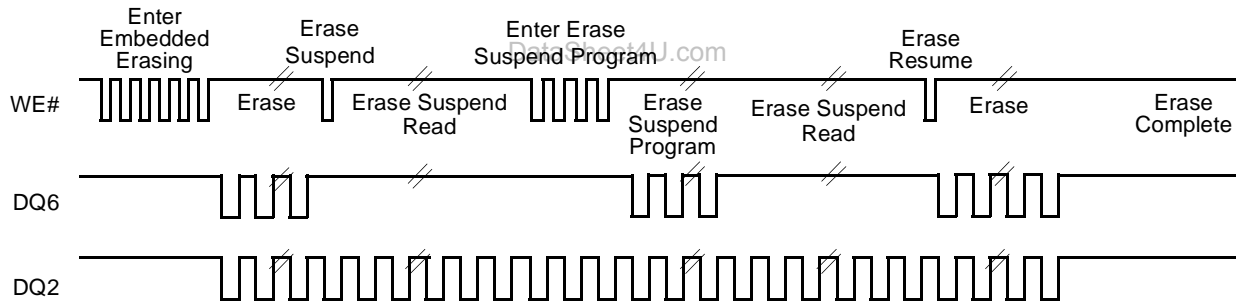 Enter
Embedded
Erasing
Erase
Suspend
Enter Erase
Suspend Program
DataSheet4U.com
Erase
Resume
WE#
Erase
Erase Suspend
Read
Erase
Suspend
Program
Erase Suspend
Read
Erase
Erase
Complete
DQ6
DQ2